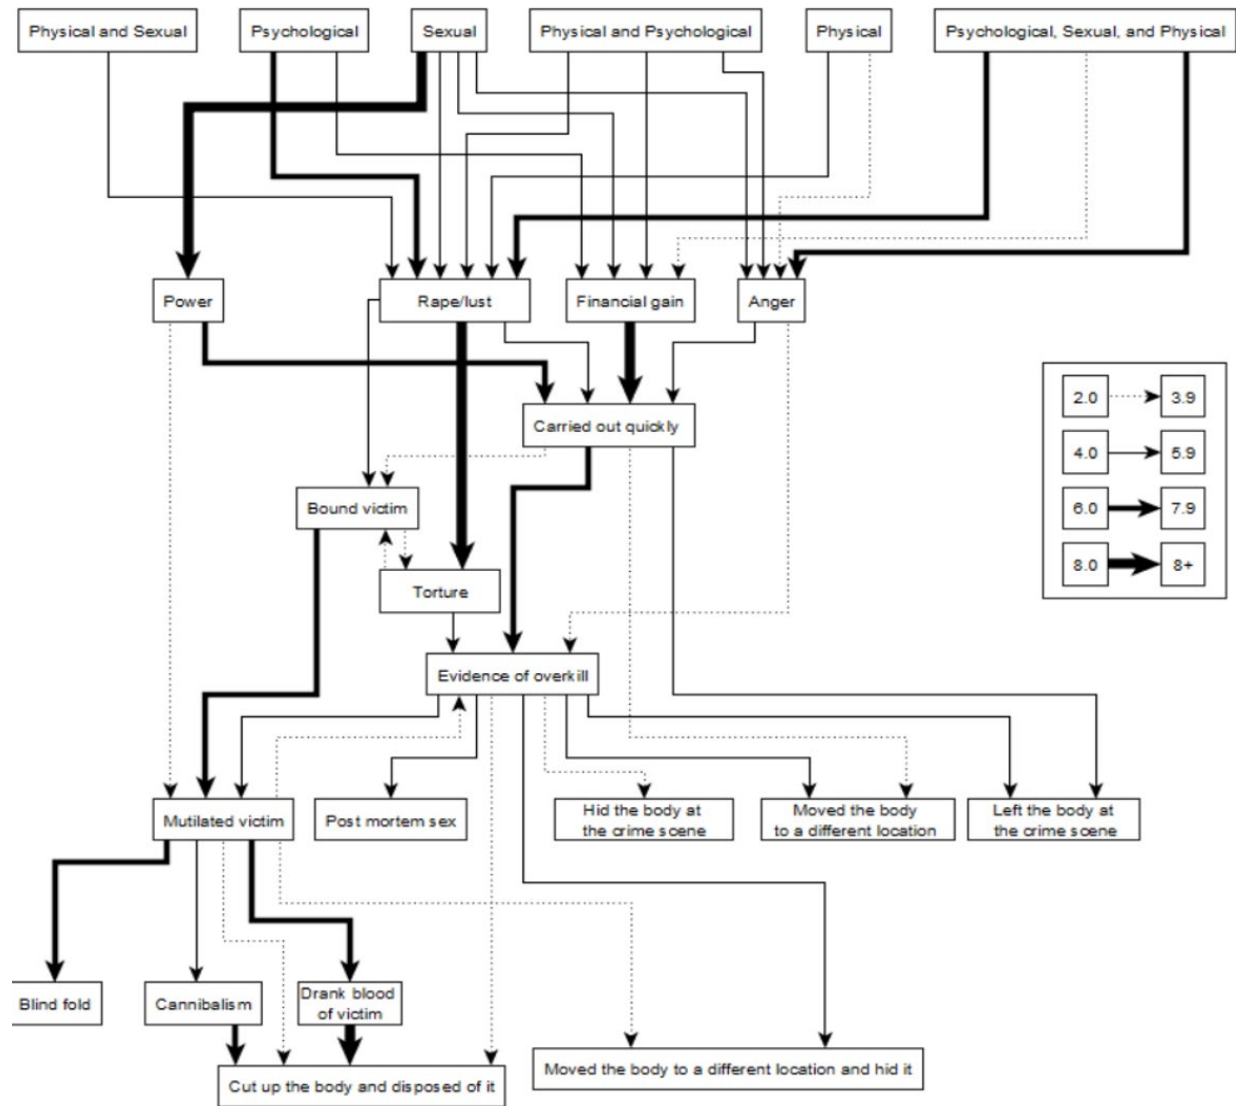 Physical and Sexual
Psychological
Sexual
Physical and Psychological
Physical
Psychological, Sexual, and Physical
Power
Rape/lust
Financial gain
Anger
2.0
3.9
4.0
5.9
6.0
7.9
8.0
8+
Carried out quickly
Bound victim
Torture
Evidence of overkill
Mutilated victim
Post mortem sex
Hid the body at
the crime scene
Moved the body
to a different location
Left the body at
the crime scene
Blind fold
Cannibalism
Drank blood
of victim
Cut up the body and disposed of it
Moved the body to a different location and hid it